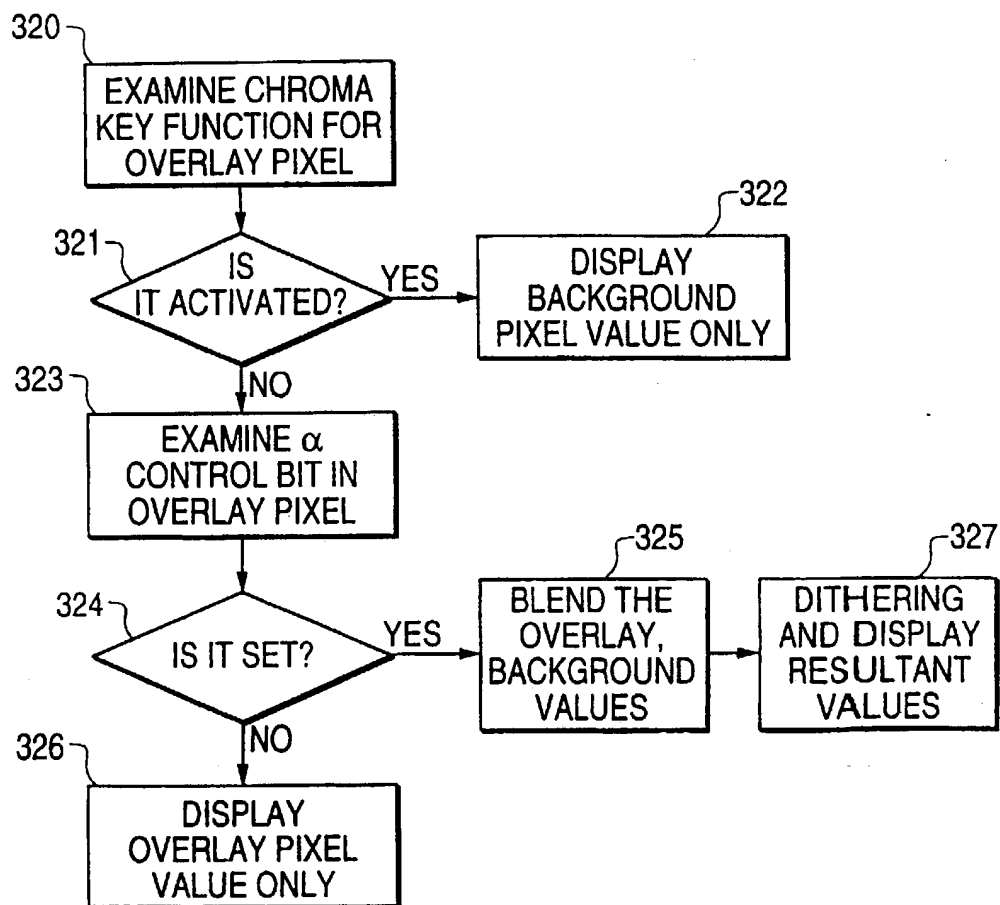 320
EXAMINE CHROMA
KEY FUNCTION FOR
OVERLAY PIXEL
321
IS
IT ACTIVATED?
YES
322
DISPLAY
BACKGROUND
PIXEL VALUE ONLY
NO
323
EXAMINE α
CONTROL BIT IN
OVERLAY PIXEL
324
IS IT SET?
YES
325
BLEND THE
OVERLAY,
BACKGROUND
VALUES
327
DITHERING
AND DISPLAY
RESULTANT
VALUES
NO
326
DISPLAY
OVERLAY PIXEL
VALUE ONLY